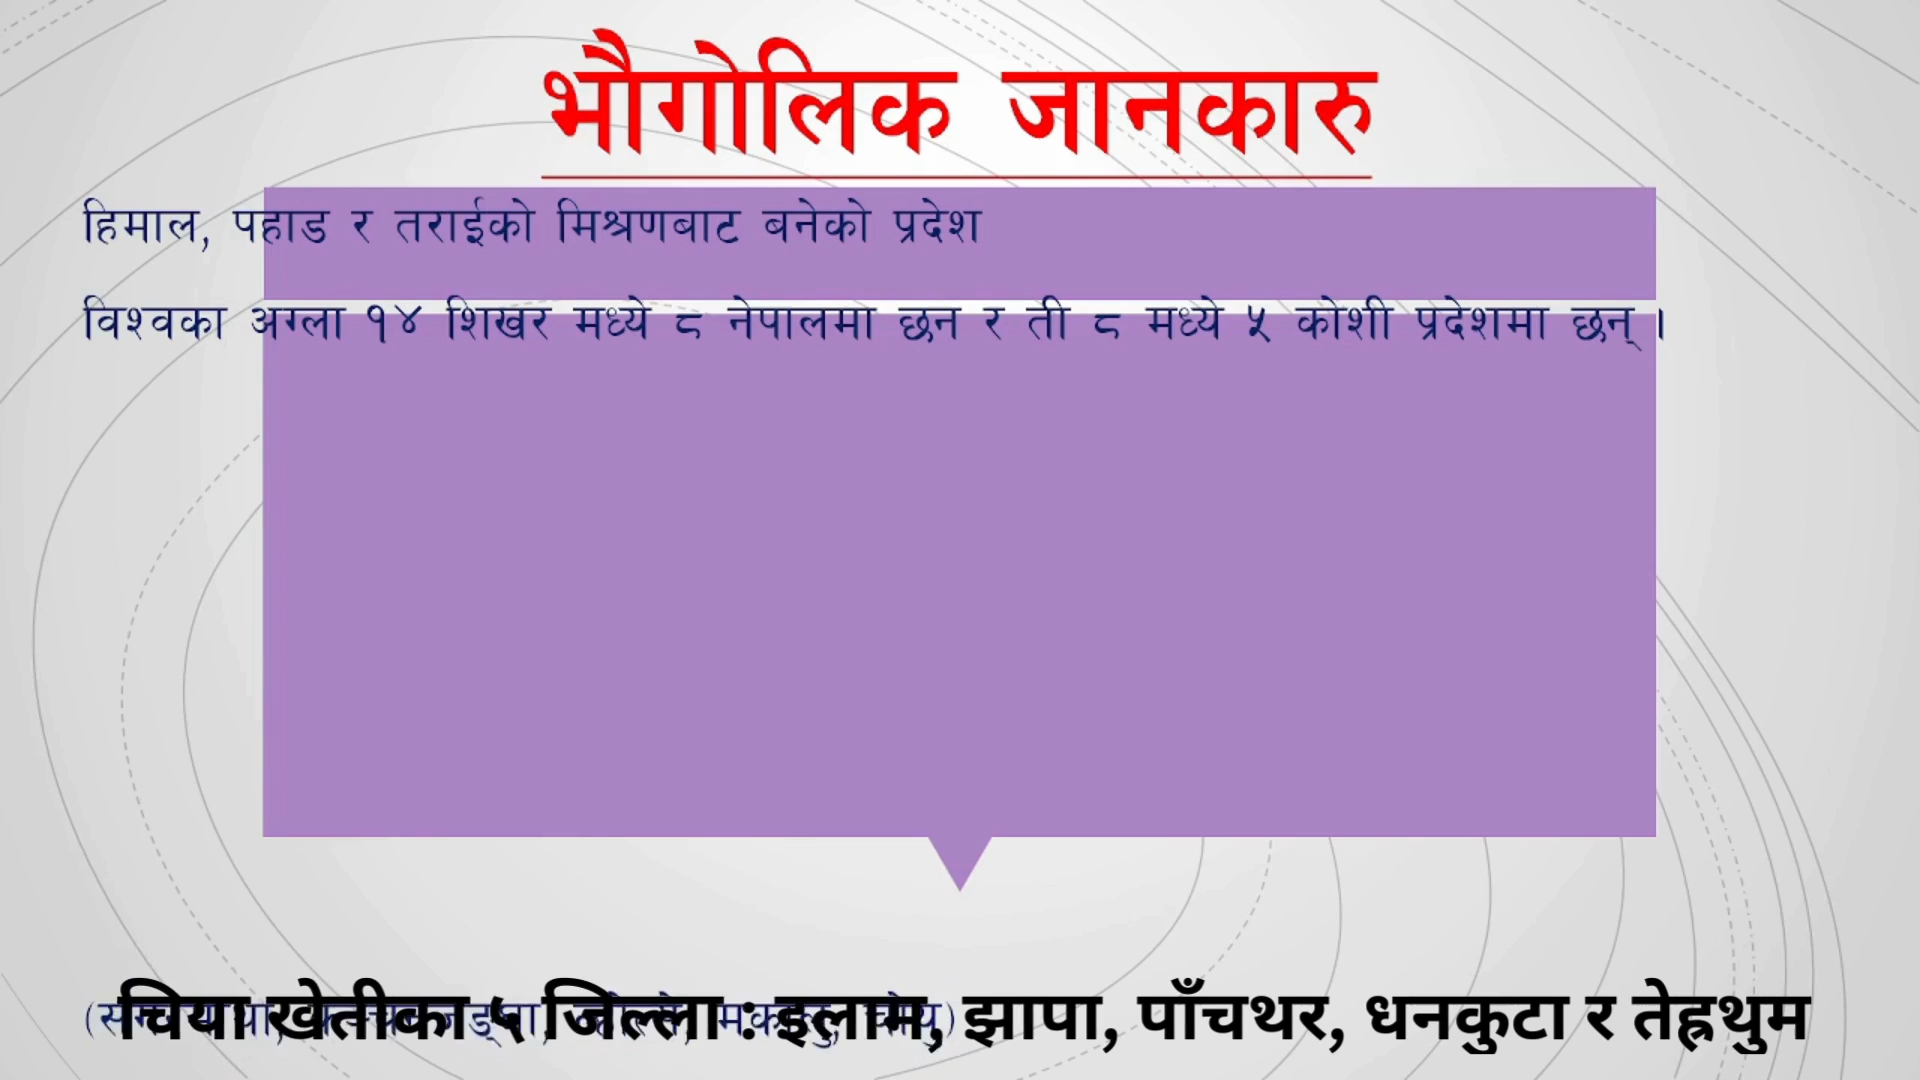 भौगोलिक जानकारु
हिमाल, पहाड र तराईको मिश्रणबाट बनेको प्रदेश
विश्वका अग्ला १४ शिखर मध्ये ८ नेपालमा छन र ती ८ मध्ये ५ कोशी प्रदेशमा छन् ।
चिया खेतीका ५ जिल्ला : इलाम, झापा, पाँचथर, धनकुटा र तेह्रथुम